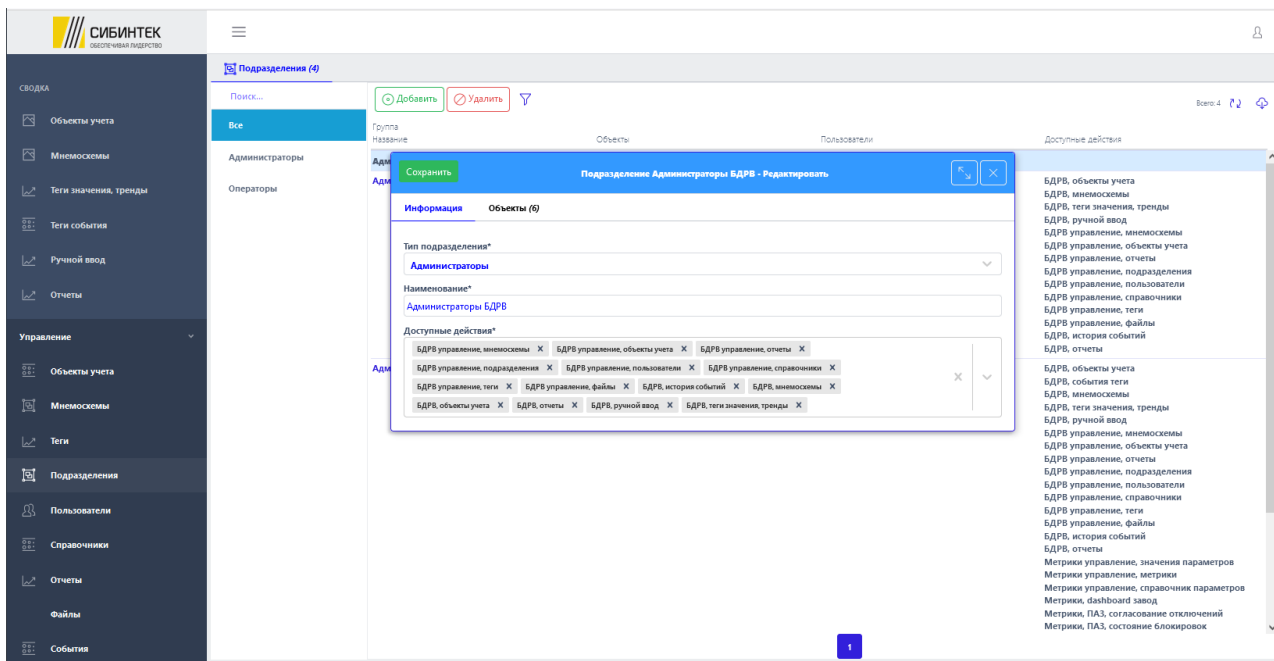 СИБИНТЕК
ОБЕСПЕЧИВАЯ ЛИДЕРСТВО
СВОДКА
Объекты учета
Мнемосхемы
Теги значения, тренды
Теги события
Ручной ввод
Отчеты
Управление
Объекты учета
Мнемосхемы
Теги
Подразделения
Пользователи
Справочники
Отчеты
Файлы
События
Подразделения (4)
Поиск...
Все
Администраторы
Операторы
Добавить Удалить
Всего: 4
Группа
Название Объекты Пользователи Доступные действия
Адм
Адм
Сохранить Подразделение Администраторы БДРВ - Редактировать
Информация Объекты (6)
Тип подразделения*
Администраторы
Наименование*
Администраторы БДРВ
Доступные действия*
БДРВ управление, мнемосхемы X БДРВ управление, объекты учета X БДРВ управление, отчеты X
БДРВ управление, подразделения X БДРВ управление, пользователи X БДРВ управление, справочники X
БДРВ управление, теги X БДРВ управление, файлы X БДРВ, история событий X БДРВ, мнемосхемы X
БДРВ, объекты учета X БДРВ, отчеты X БДРВ, ручной ввод X БДРВ, теги значения, тренды X
БДРВ, объекты учета
БДРВ, мнемосхемы
БДРВ, теги значения, тренды
БДРВ, ручной ввод
БДРВ управление, мнемосхемы
БДРВ управление, объекты учета
БДРВ управление, отчеты
БДРВ управление, подразделения
БДРВ управление, пользователи
БДРВ управление, справочники
БДРВ управление, теги
БДРВ управление, файлы
БДРВ, история событий
БДРВ, отчеты
Адм
БДРВ, объекты учета
БДРВ, события теги
БДРВ, мнемосхемы
БДРВ, теги значения, тренды
БДРВ, ручной ввод
БДРВ управление, мнемосхемы
БДРВ управление, объекты учета
БДРВ управление, отчеты
БДРВ управление, подразделения
БДРВ управление, пользователи
БДРВ управление, справочники
БДРВ управление, теги
БДРВ управление, файлы
БДРВ, история событий
БДРВ, отчеты
Метрики управление, значения параметров
Метрики управление, метрики
Метрики управление, справочник параметров
Метрики, dashboard завод
Метрики, ПАЗ, согласование отключений
Метрики, ПАЗ, состояние блокировок
1